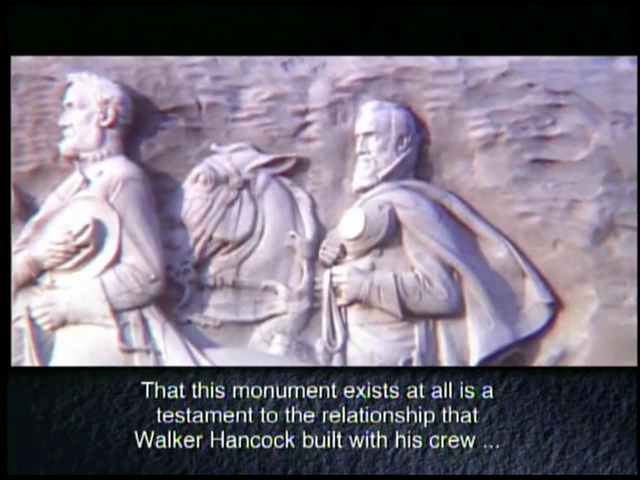 That this monument exists at all is a
testament to the relationship that
Walker Hancock built with his crew ...